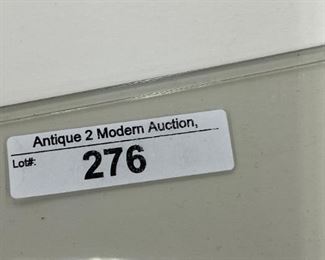 Antique 2 Modern Auction,
Lot#: 276